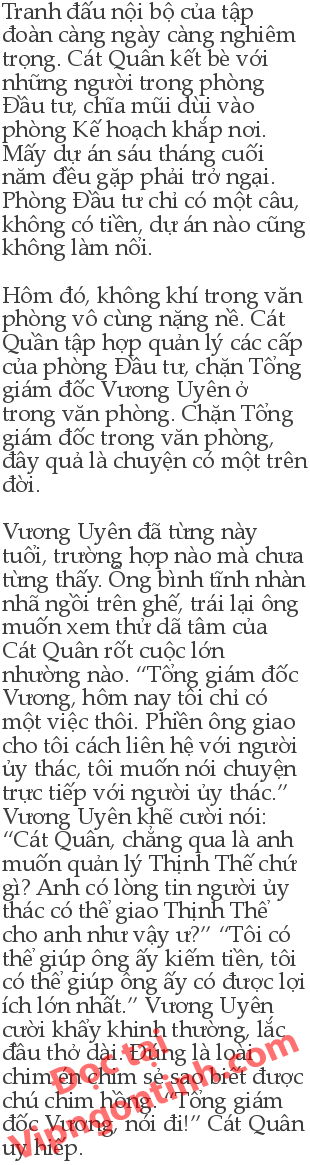 Tranh đấu nội bộ của tập
đoàn càng ngày càng nghiêm
trọng. Cát Quân kết bè với
những người trong phòng
Đầu tư, chĩa mũi dùi vào
phòng Kế hoạch khắp nơi.
Mấy dự án sáu tháng cuối
năm đều gặp phải trở ngại.
Phòng Đầu tư chỉ có một câu,
không có tiền, dự án nào cũng
không làm nổi.
Hôm đó, không khí trong văn
phòng vô cùng nặng nề. Cát
Quân tập hợp quản lý các cấp
của phòng Đầu tư, chặn Tổng
giám đốc Vương Uyên ở
trong văn phòng. Chặn Tổng
giám đốc trong văn phòng,
đây quả là chuyện có một trên
đời.
Vương Uyên đã từng này
tuổi, trường hợp nào mà chưa
từng thấy. Ông bình tĩnh nhàn
nhã ngồi trên ghế, trái lại ông
muốn xem thử dã tâm của
Cát Quân rốt cuộc lớn
nhường nào. “Tổng giám đốc
Vương, hôm nay tôi chỉ có
một việc thôi. Phiền ông giao
cho tôi cách liên hệ với người
ủy thác, tôi muốn nói chuyện
trực tiếp với người ủy thác.”
Vương Uyên khẽ cười nói:
“Cát Quân, chẳng qua là anh
muốn quản lý Thịnh Thế chứ
gì? Anh có lòng tin người ủy
thác có thể giao Thịnh Thế
cho anh như vậy ư?” “Tôi có
thể giúp ông ấy kiếm tiền, tôi
có thể giúp ông ấy có được lợi
ích lớn nhất.” Vương Uyên
cười khẩy khinh thường, lắc
đầu thở dài. Đúng là loại
chim én chim sẻ sao biết được
chú chim hồng. “Tổng giám
đốc Vương, nói đi!” Cát Quân
uy hiếp.
Đọc tại
Vipngontinh.com